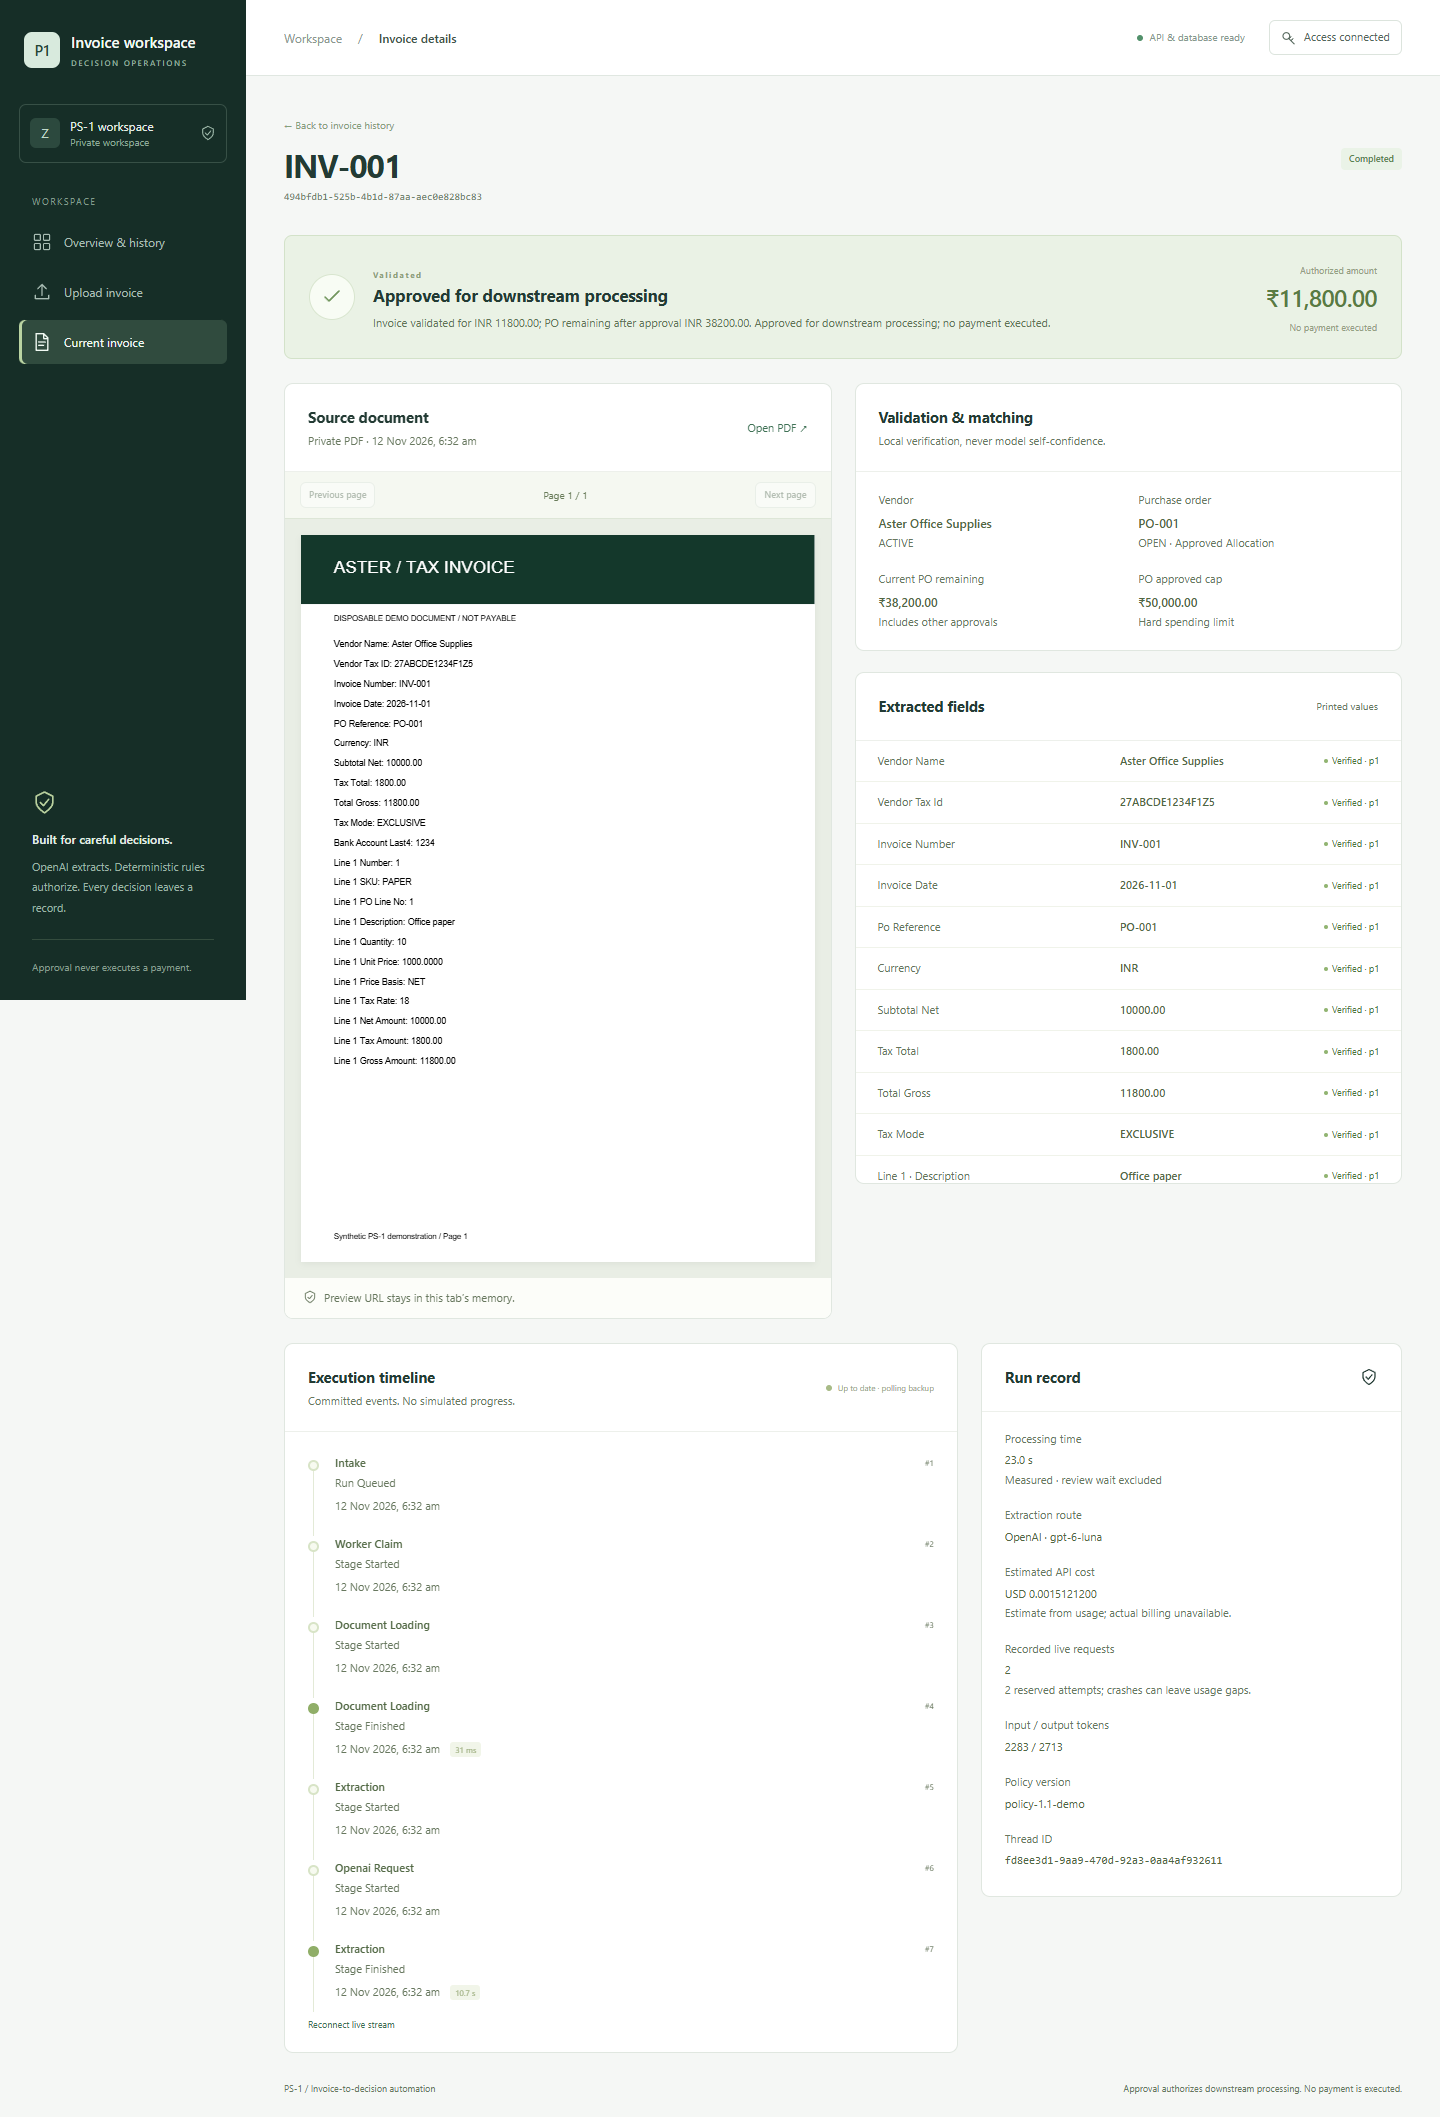 P1
Invoice workspace
DECISION OPERATIONS
Z
PS-1 workspace
Private workspace
WORKSPACE
Overview & history
Upload invoice
Current invoice
Built for careful decisions.
OpenAI extracts. Deterministic rules
authorize. Every decision leaves a
record.
Approval never executes a payment.
Workspace / Invoice details
API & database ready
Access connected
← Back to invoice history
INV-001
494bfdb1-525b-4b1d-87aa-aec0e828bc83
Completed
Validated
Approved for downstream processing
Invoice validated for INR 11800.00; PO remaining after approval INR 38200.00. Approved for downstream processing; no payment executed.
Authorized amount
₹11,800.00
No payment executed
Source document
Private PDF · 12 Nov 2026, 6:32 am
Open PDF ↗
Previous page
Page 1 / 1
Next page
ASTER / TAX INVOICE
DISPOSABLE DEMO DOCUMENT / NOT PAYABLE
Vendor Name: Aster Office Supplies
Vendor Tax ID: 27ABCDE1234F1Z5
Invoice Number: INV-001
Invoice Date: 2026-11-01
PO Reference: PO-001
Currency: INR
Subtotal Net: 10000.00
Tax Total: 1800.00
Total Gross: 11800.00
Tax Mode: EXCLUSIVE
Bank Account Last4: 1234
Line 1 Number: 1
Line 1 SKU: PAPER
Line 1 PO Line No: 1
Line 1 Description: Office paper
Line 1 Quantity: 10
Line 1 Unit Price: 1000.0000
Line 1 Price Basis: NET
Line 1 Tax Rate: 18
Line 1 Net Amount: 10000.00
Line 1 Tax Amount: 1800.00
Line 1 Gross Amount: 11800.00
Synthetic PS-1 demonstration / Page 1
Preview URL stays in this tab's memory.
Validation & matching
Local verification, never model self-confidence.
Vendor
Aster Office Supplies
ACTIVE
Purchase order
PO-001
OPEN · Approved Allocation
Current PO remaining
₹38,200.00
Includes other approvals
PO approved cap
₹50,000.00
Hard spending limit
Extracted fields
Printed values
Vendor Name Aster Office Supplies Verified · p1
Vendor Tax Id 27ABCDE1234F1Z5 Verified · p1
Invoice Number INV-001 Verified · p1
Invoice Date 2026-11-01 Verified · p1
Po Reference PO-001 Verified · p1
Currency INR Verified · p1
Subtotal Net 10000.00 Verified · p1
Tax Total 1800.00 Verified · p1
Total Gross 11800.00 Verified · p1
Tax Mode EXCLUSIVE Verified · p1
Line 1 · Description Office paper Verified · p1
Execution timeline
Committed events. No simulated progress.
Up to date · polling backup
Intake #1
Run Queued
12 Nov 2026, 6:32 am
Worker Claim #2
Stage Started
12 Nov 2026, 6:32 am
Document Loading #3
Stage Started
12 Nov 2026, 6:32 am
Document Loading #4
Stage Finished
12 Nov 2026, 6:32 am 31 ms
Extraction #5
Stage Started
12 Nov 2026, 6:32 am
Openai Request #6
Stage Started
12 Nov 2026, 6:32 am
Extraction #7
Stage Finished
12 Nov 2026, 6:32 am 10.7 s
Reconnect live stream
Run record
Processing time
23.0 s
Measured · review wait excluded
Extraction route
OpenAI · gpt-6-luna
Estimated API cost
USD 0.0015121200
Estimate from usage; actual billing unavailable.
Recorded live requests
2
2 reserved attempts; crashes can leave usage gaps.
Input / output tokens
2283 / 2713
Policy version
policy-1.1-demo
Thread ID
fd8ee3d1-9aa9-470d-92a3-0aa4af932611
PS-1 / Invoice-to-decision automation
Approval authorizes downstream processing. No payment is executed.